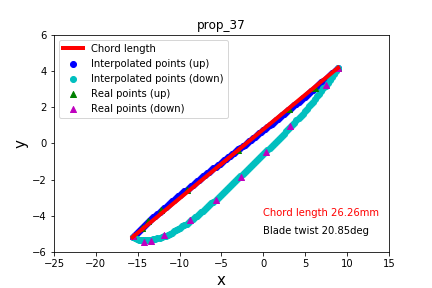 prop_37
6
4
2
0
−2
−4
−6
y
Chord length
Interpolated points (up)
Interpolated points (down)
Real points (up)
Real points (down)
Chord length 26.26mm
Blade twist 20.85deg
−25 −20 −15 −10 −5 0 5 10 15
x